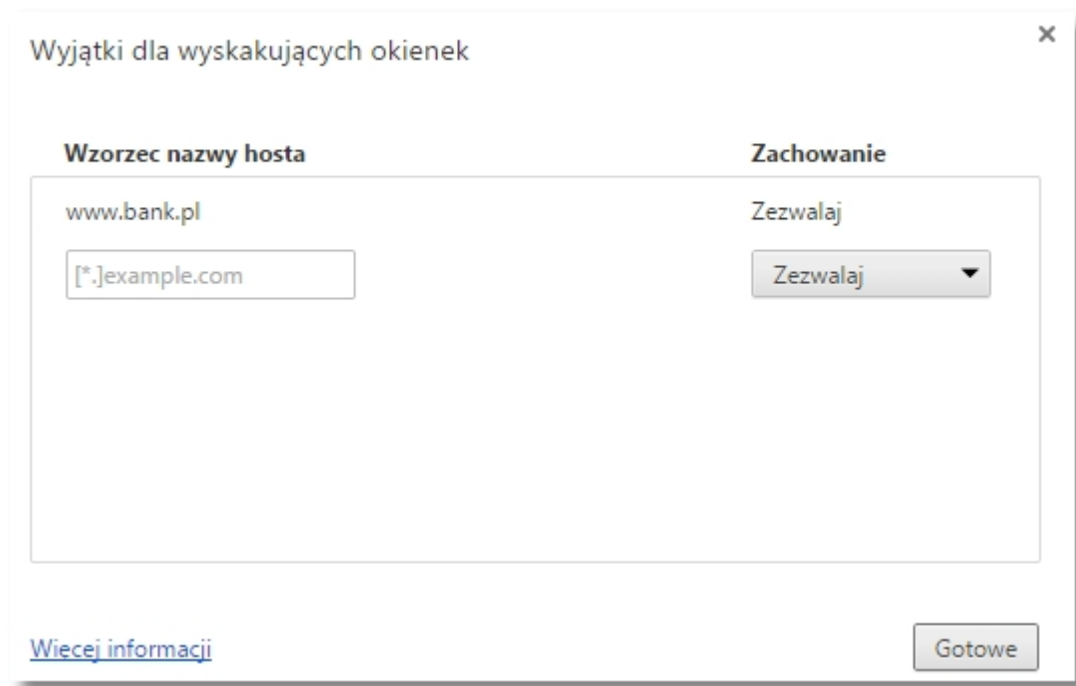 Wyjątki dla wyskakujących okienek
Wzorzec nazwy hosta Zachowanie
www.bank.pl Zezwalaj
[*.]example.com Zezwalaj
Więcej informacji Gotowe